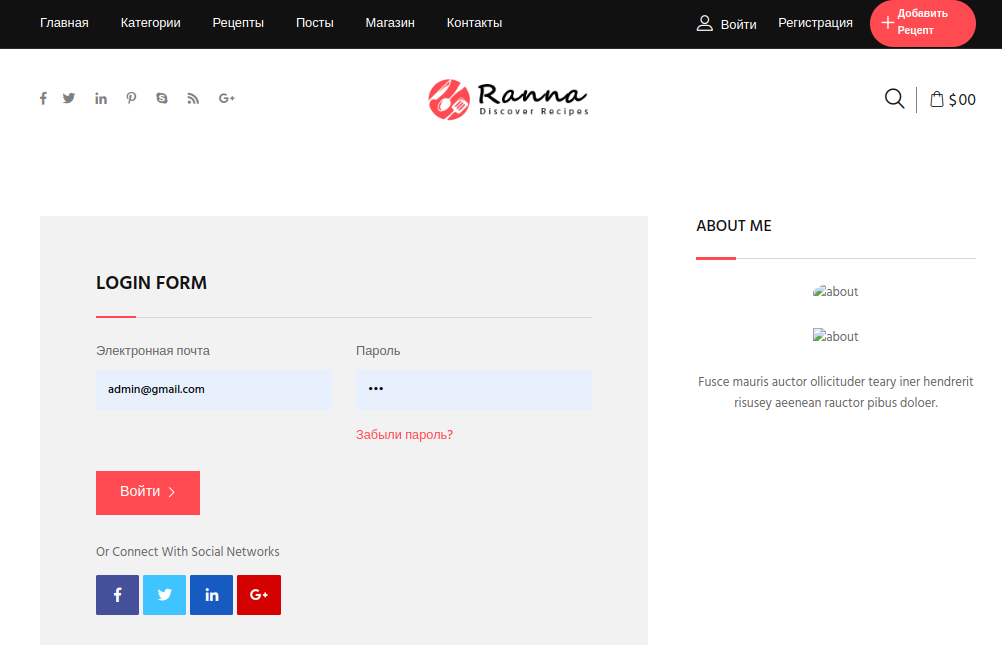 Главная Категории Рецепты Посты Магазин Контакты Войти Регистрация Добавить
Рецепт
Ranna
Discover Recipes
$00
ABOUT ME
LOGIN FORM
about
Электронная почта Пароль
about
admin@gmail.com •••
Fusce mauris auctor ollicituder teary iner hendrerit
risusey aeenean rauctor pibus doloer.
Забыли пароль?
Войти
Or Connect With Social Networks